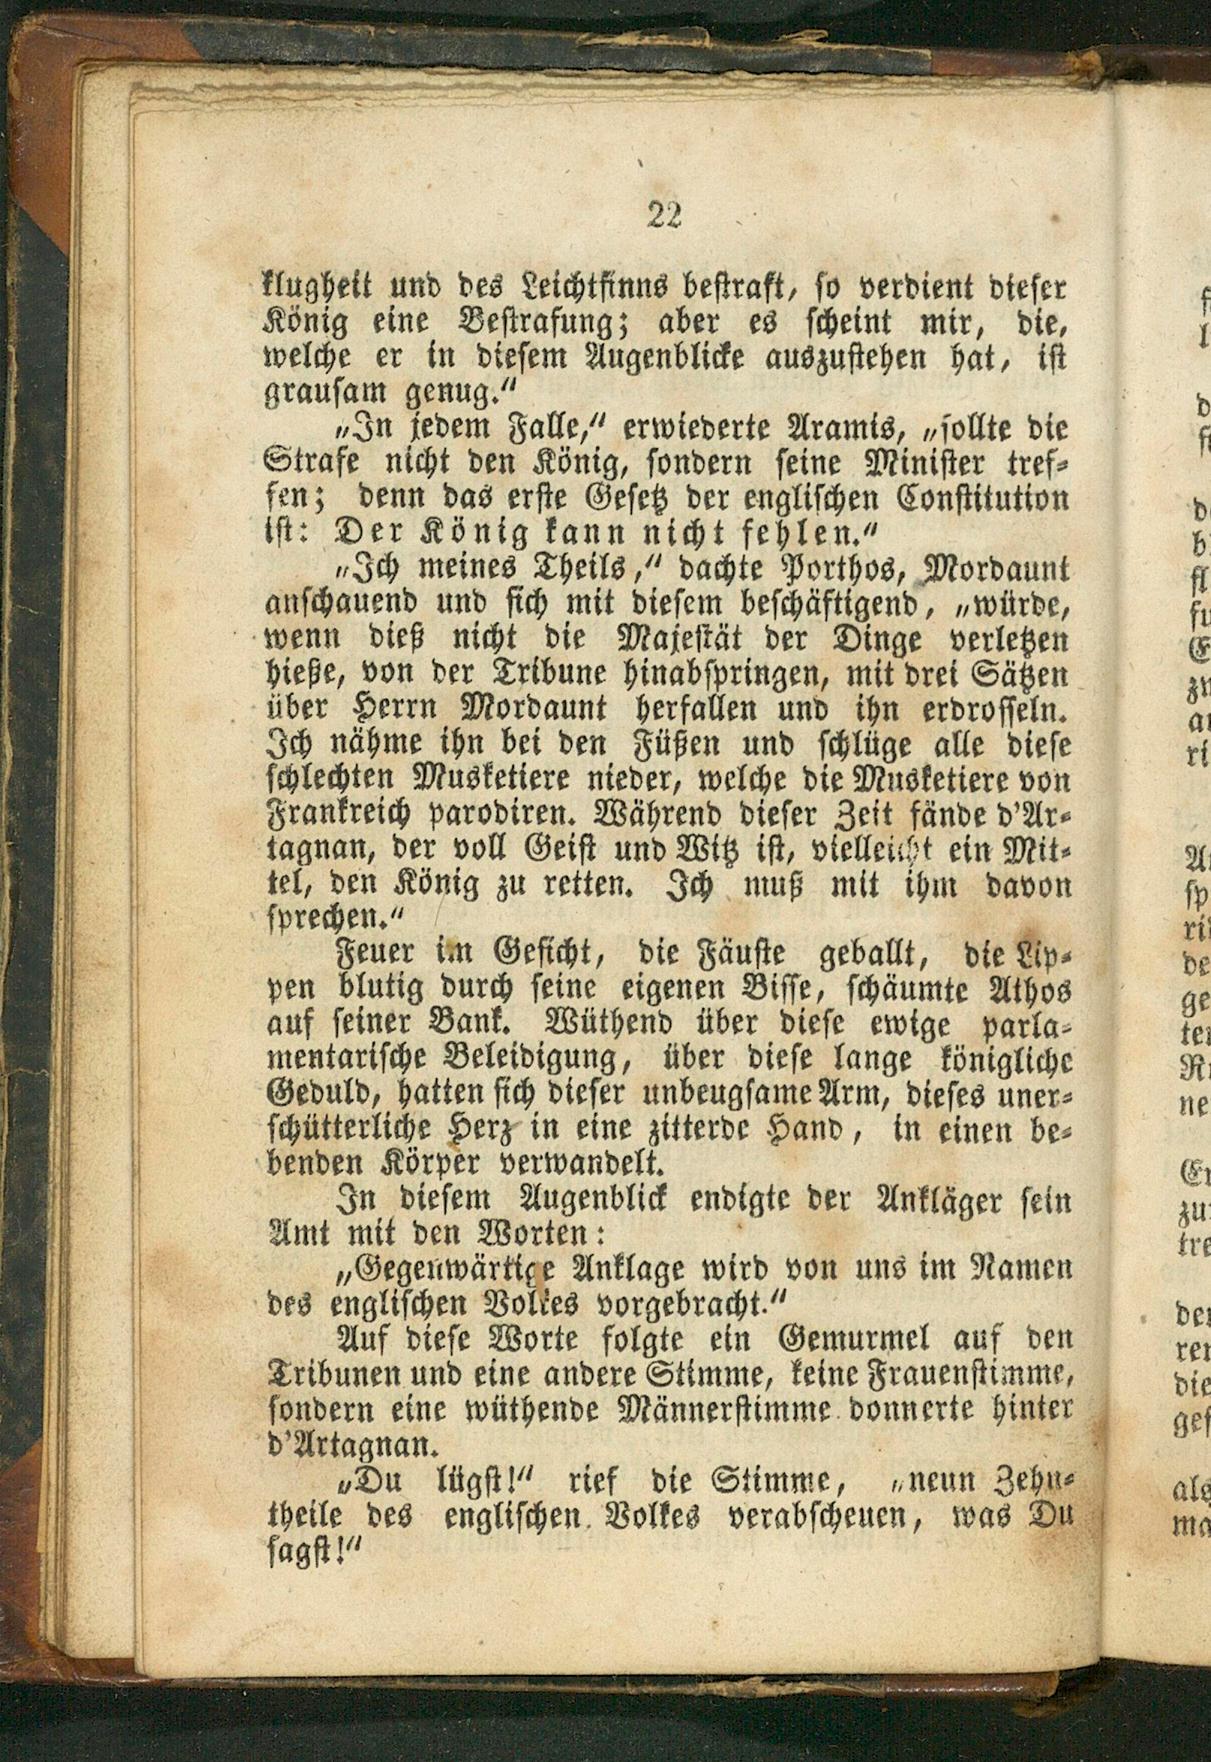 22
klugheit und des Leichtsinns bestraft, so verdient dieser
König eine Bestrafung; aber es scheint mir, die,
welche er in diesem Augenblicke auszustehen hat, ist
grausam genug.“
„In jedem Falle,“ erwiederte Aramis, „sollte die
Strafe nicht den König, sondern seine Minister tref-
fen; denn das erste Gesetz der englischen Constitution
ist: Der König kann nicht fehlen.“
„Ich meines Theils,“ dachte Porthos, Mordaunt
anschauend und sich mit diesem beschäftigend, „würde,
wenn dieß nicht die Majestät der Dinge verletzen
hieße, von der Tribune hinabspringen, mit drei Sätzen
über Herrn Mordaunt herfallen und ihn erdrosseln.
Ich nähme ihn bei den Füßen und schlüge alle diese
schlechten Musketiere nieder, welche die Musketiere von
Frankreich parodiren. Während dieser Zeit fände d'Ar-
tagnan, der voll Geist und Witz ist, vielleicht ein Mit-
tel, den König zu retten. Ich muß mit ihm davon
sprechen.“
Feuer im Gesicht, die Fäuste geballt, die Lip-
pen blutig durch seine eigenen Bisse, schäumte Athos
auf seiner Bank. Wüthend über diese ewige parla-
mentarische Beleidigung, über diese lange königliche
Geduld, hatten sich dieser unbeugsame Arm, dieses uner-
schütterliche Herz in eine zitterde Hand, in einen be-
benden Körper verwandelt.
In diesem Augenblick endigte der Ankläger sein
Amt mit den Worten:
„Gegenwärtige Anklage wird von uns im Namen
des englischen Volkes vorgebracht.“
Auf diese Worte folgte ein Gemurmel auf den
Tribunen und eine andere Stimme, keine Frauenstimme,
sondern eine wüthende Männerstimme donnerte hinter
d'Artagnan.
„Du lügst!“ rief die Stimme, „neun Zehn-
theile des englischen Volkes verabscheuen, was Du
sagst!“